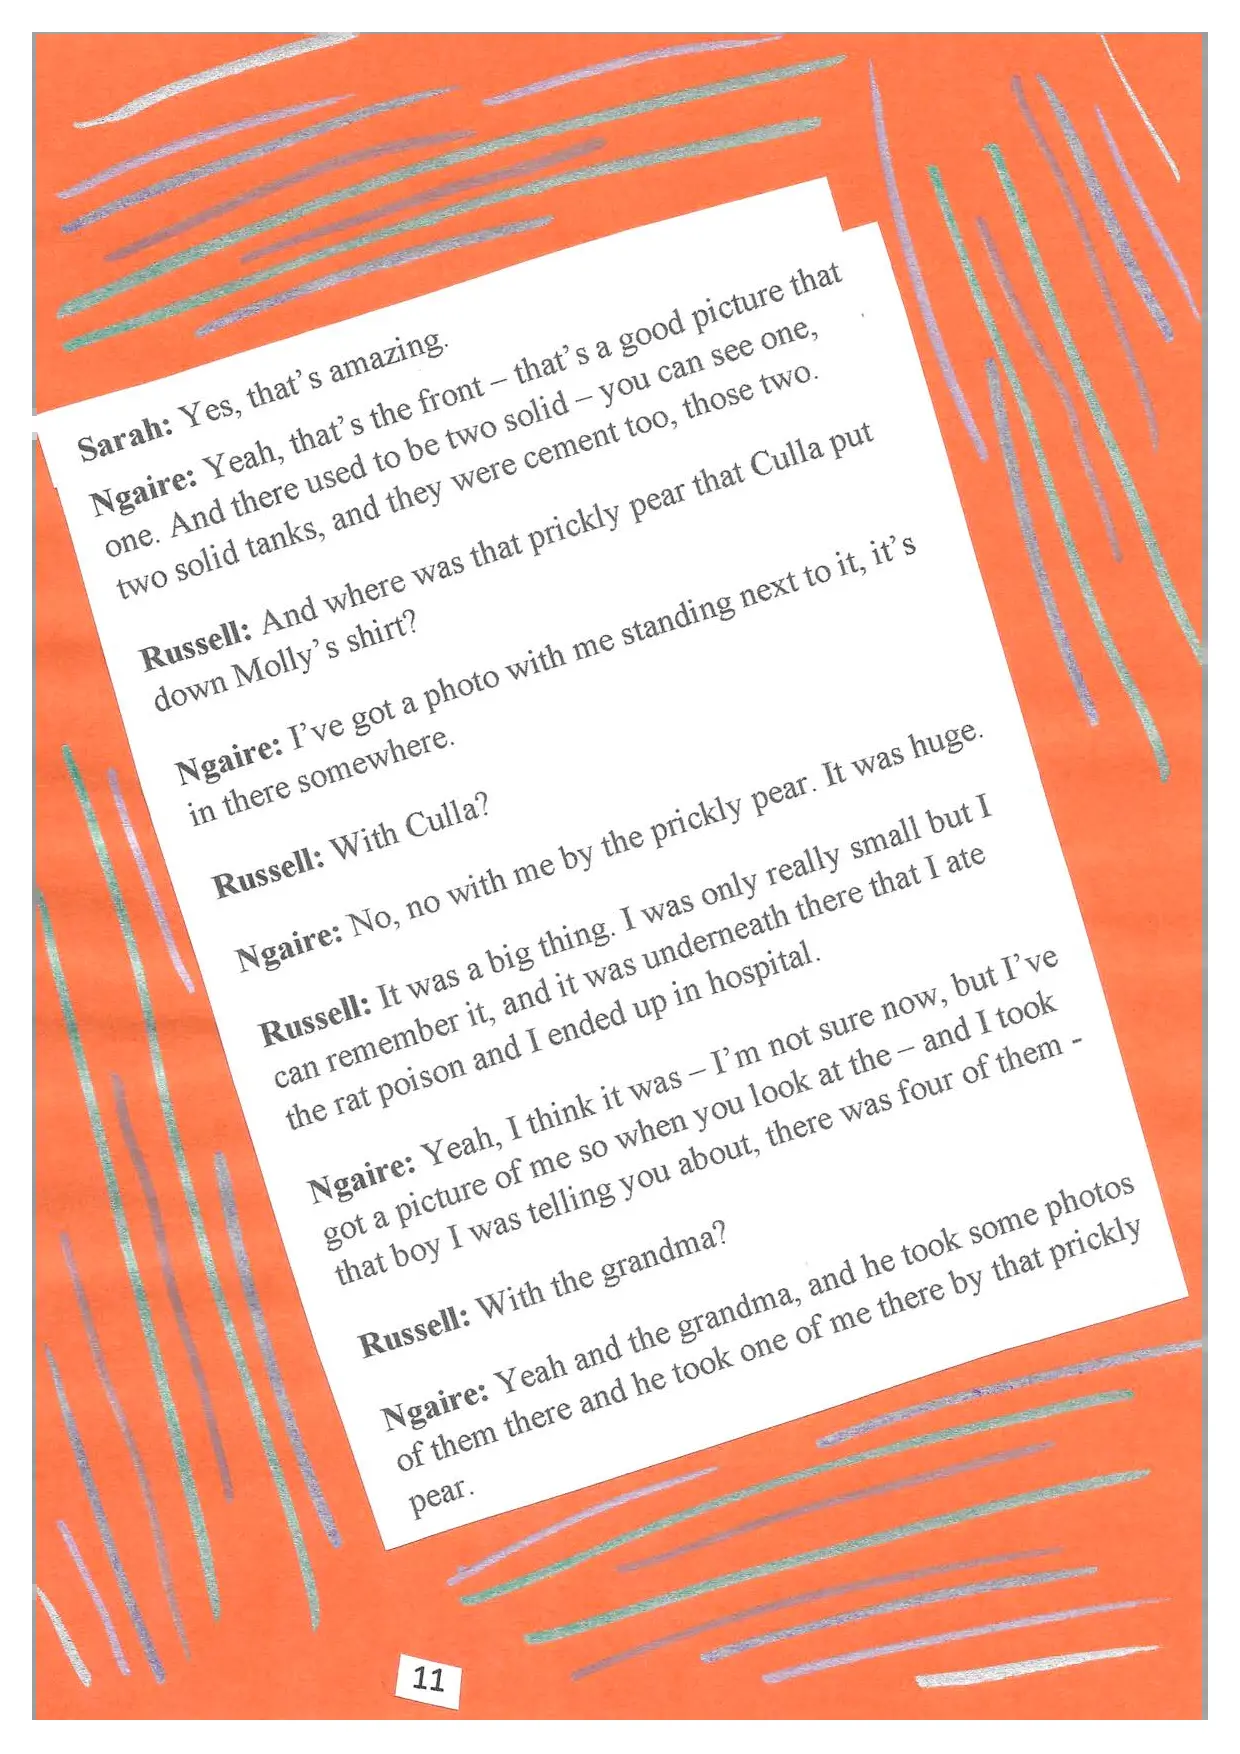 Sarah: Yes, that's amazing.
Ngaire: Yeah, that's the front – that's a good picture that
one. And there used to be two solid – you can see one,
two solid tanks, and they were cement too, those two.
Russell: And where was that prickly pear that Culla put
down Molly's shirt?
Ngaire: I've got a photo with me standing next to it, it's
in there somewhere.
Russell: With Culla?
Ngaire: No, no with me by the prickly pear. It was huge.
Russell: It was a big thing. I was only really small but I
can remember it, and it was underneath there that I ate
the rat poison and I ended up in hospital.
Ngaire: Yeah, I think it was – I'm not sure now, but I've
got a picture of me so when you look at the – and I took
that boy I was telling you about, there was four of them -
Russell: With the grandma?
Ngaire: Yeah and the grandma, and he took some photos
of them there and he took one of me there by that prickly
pear.
11